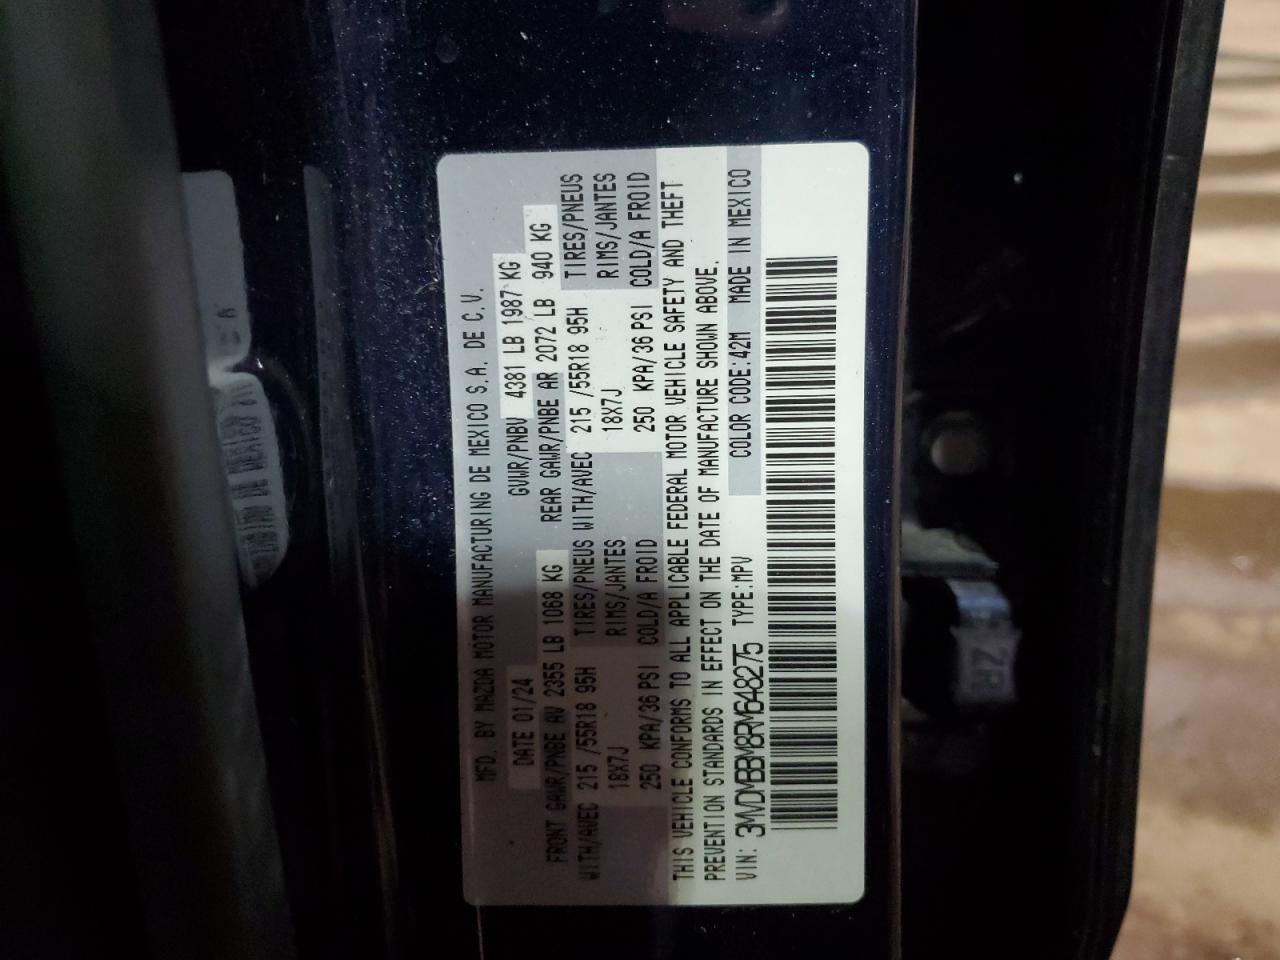 MFD. BY MAZDA MOTOR MANUFACTURING DE MEXICO S.A. DE C.V.
DATE 01/24 GVWR/PNBV 4381 LB 1987 KG
FRONT GAWR/PNBE AV 2355 LB 1068 KG REAR GAWR/PNBE AR 2072 LB 940 KG
WITH/AVEC 215 /55R18 95H TIRES/PNEUS WITH/AVEC 215 /55R18 95H TIRES/PNEUS
18X7J RIMS/JANTES 18X7J RIMS/JANTES
250 KPA/36 PSI COLD/A FROID 250 KPA/36 PSI COLD/A FROID
THIS VEHICLE CONFORMS TO ALL APPLICABLE FEDERAL MOTOR VEHICLE SAFETY AND THEFT
PREVENTION STANDARDS IN EFFECT ON THE DATE OF MANUFACTURE SHOWN ABOVE.
VIN: 3MVDMBBM8RM648275 TYPE:MPV COLOR CODE:42M MADE IN MEXICO